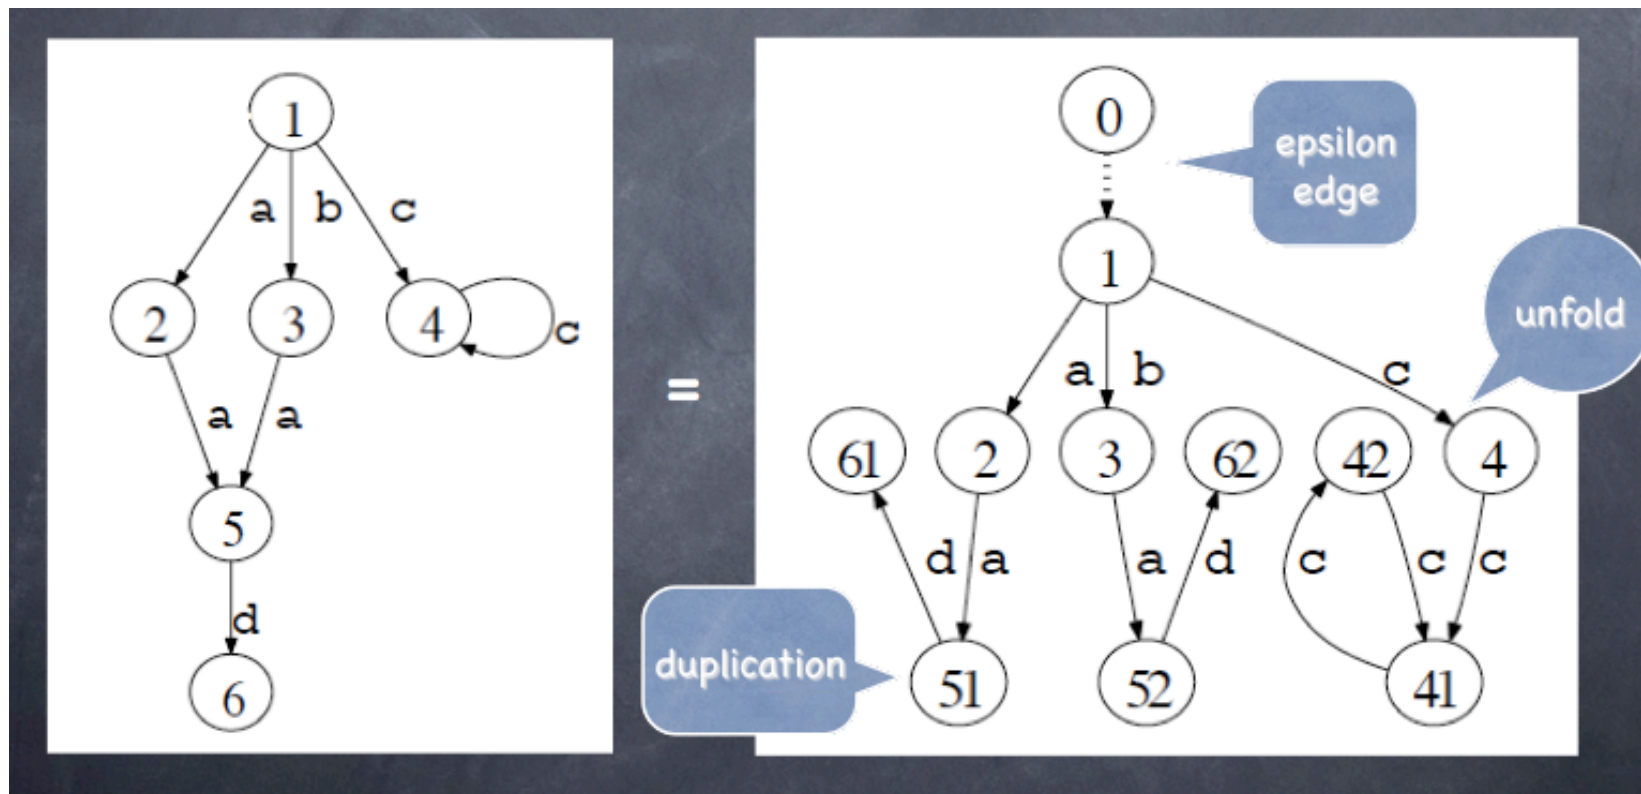 1
a b c
2 3 4 c
a a
5
d
6
=
0
epsilon
edge
1
unfold
a b c
61 2 3 62 42 4
d a a d c c c
duplication
51 52 41